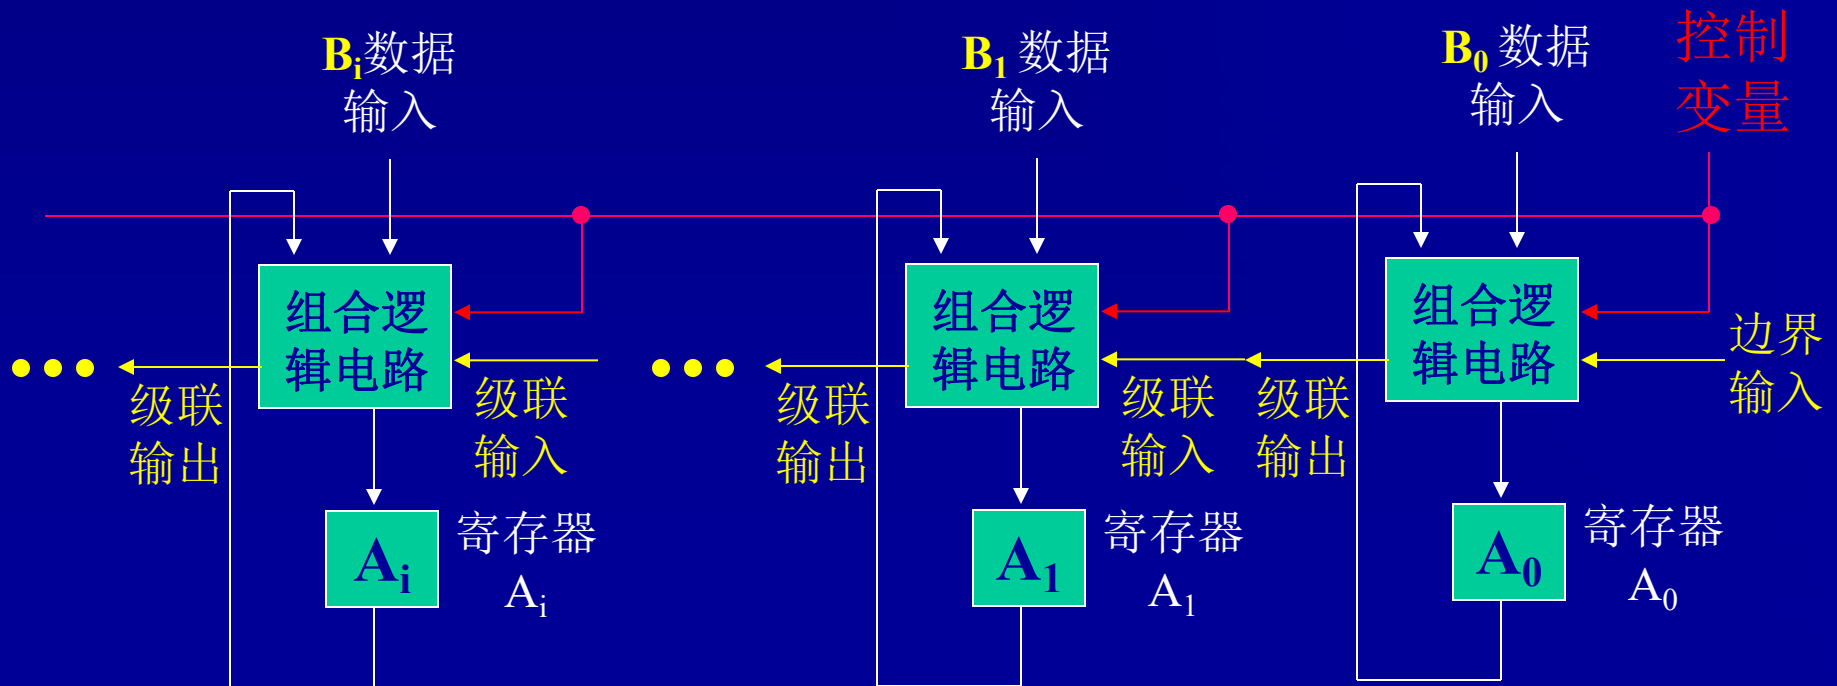 Bi数据
输入
B1 数据
输入
B0 数据
输入
控制
变量
组合逻
辑电路
组合逻
辑电路
组合逻
辑电路
级联
输出
级联
输入
级联
输出
级联
输入
级联
输出
边界
输入
Ai
寄存器
Ai
A1
寄存器
A1
A0
寄存器
A0